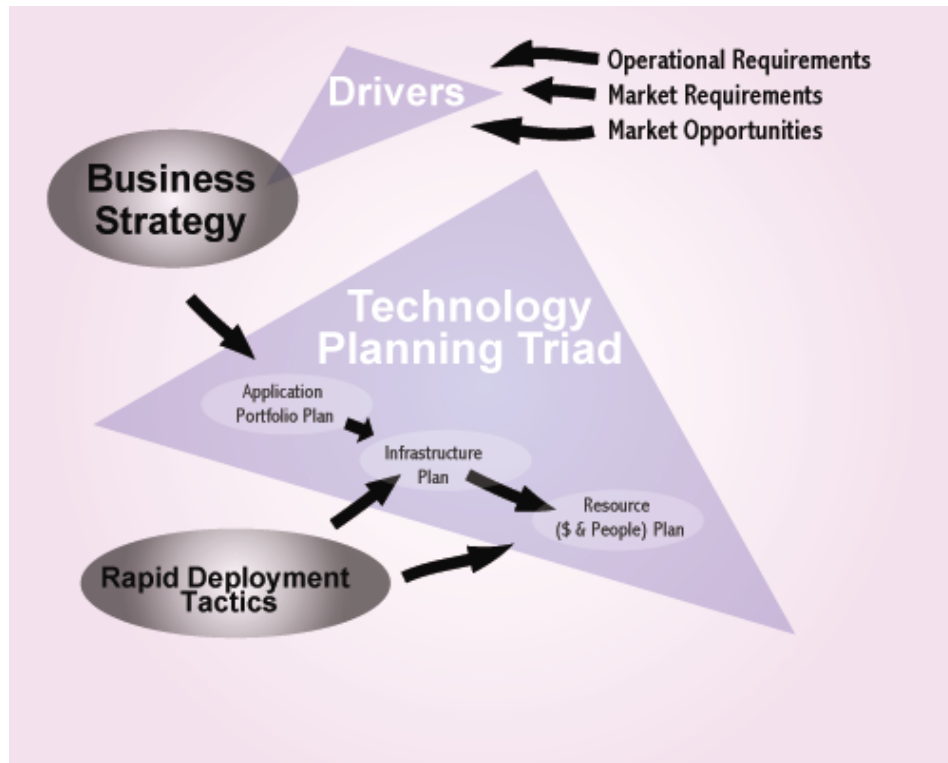 Drivers
Operational Requirements
Market Requirements
Market Opportunities
Business
Strategy
Technology
Planning Triad
Application
Portfolio Plan
Infrastructure
Plan
Resource
($ & People) Plan
Rapid Deployment
Tactics